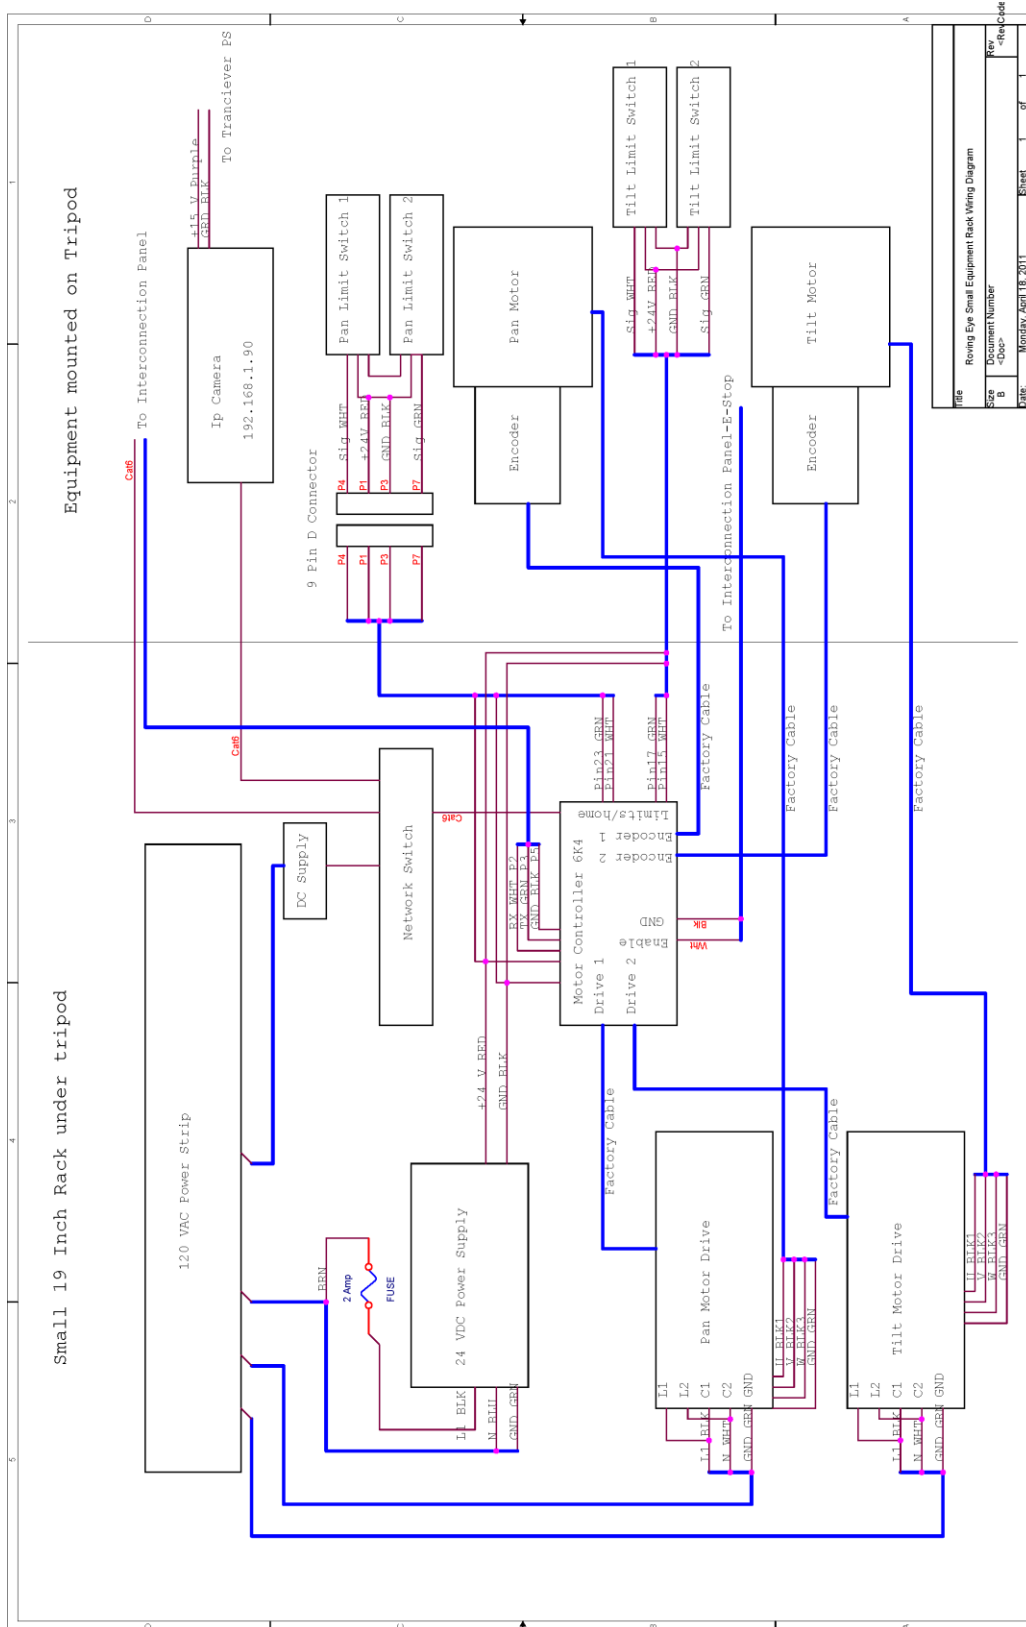 Small 19 Inch Rack under tripod
Equipment mounted on Tripod
D
C
B
A
D
C
B
A
5
4
3
2
1
120 VAC Power Strip
DC Supply
Network Switch
Cat6
Cat6
Cat6
To Interconnection Panel
Ip Camera
192.168.1.90
+15 V Purple
GRD BLK
To Tranciever PS
BRN
2 Amp
FUSE
24 VDC Power Supply
L1 BLK
N BLU
GND GRN
+24 V RED
GND BLK
9 Pin D Connector
P4
P1
P3
P7
P4
P1
P3
P7
Sig WHT
+24V RED
GND BLK
Sig GRN
Pan Limit Switch 1
Pan Limit Switch 2
RX WHT P2
TX GRN P3
GND BLK P5
Motor Controller 6K4
Drive 1
Drive 2
Limits/home
Encoder 1
Encoder 2
GND
Enable
Blk
Wht
Pin23 GRN
Pin21 WHT
Pin17 GRN
Pin15 WHT
Factory Cable
Factory Cable
Factory Cable
Factory Cable
Factory Cable
Factory Cable
Encoder
Pan Motor
Sig WHT
+24V RED
GND BLK
Sig GRN
Tilt Limit Switch 1
Tilt Limit Switch 2
To Interconnection Panel-E-Stop
Encoder
Tilt Motor
Pan Motor Drive
L1
L2
C1
C2
GND
L1 BLK
N WHT
GND GRN
U BLK1
V BLK2
W BLK3
GND GRN
Tilt Motor Drive
L1
L2
C1
C2
GND
L1 BLK
N WHT
GND GRN
U BLK1
V BLK2
W BLK3
GND GRN
Title
Roving Eye Small Equipment Rack Wiring Diagram
Size
B
Document Number
<Doc>
Rev
<RevCode
Date:
Monday, April 18, 2011
Sheet
1
of
1